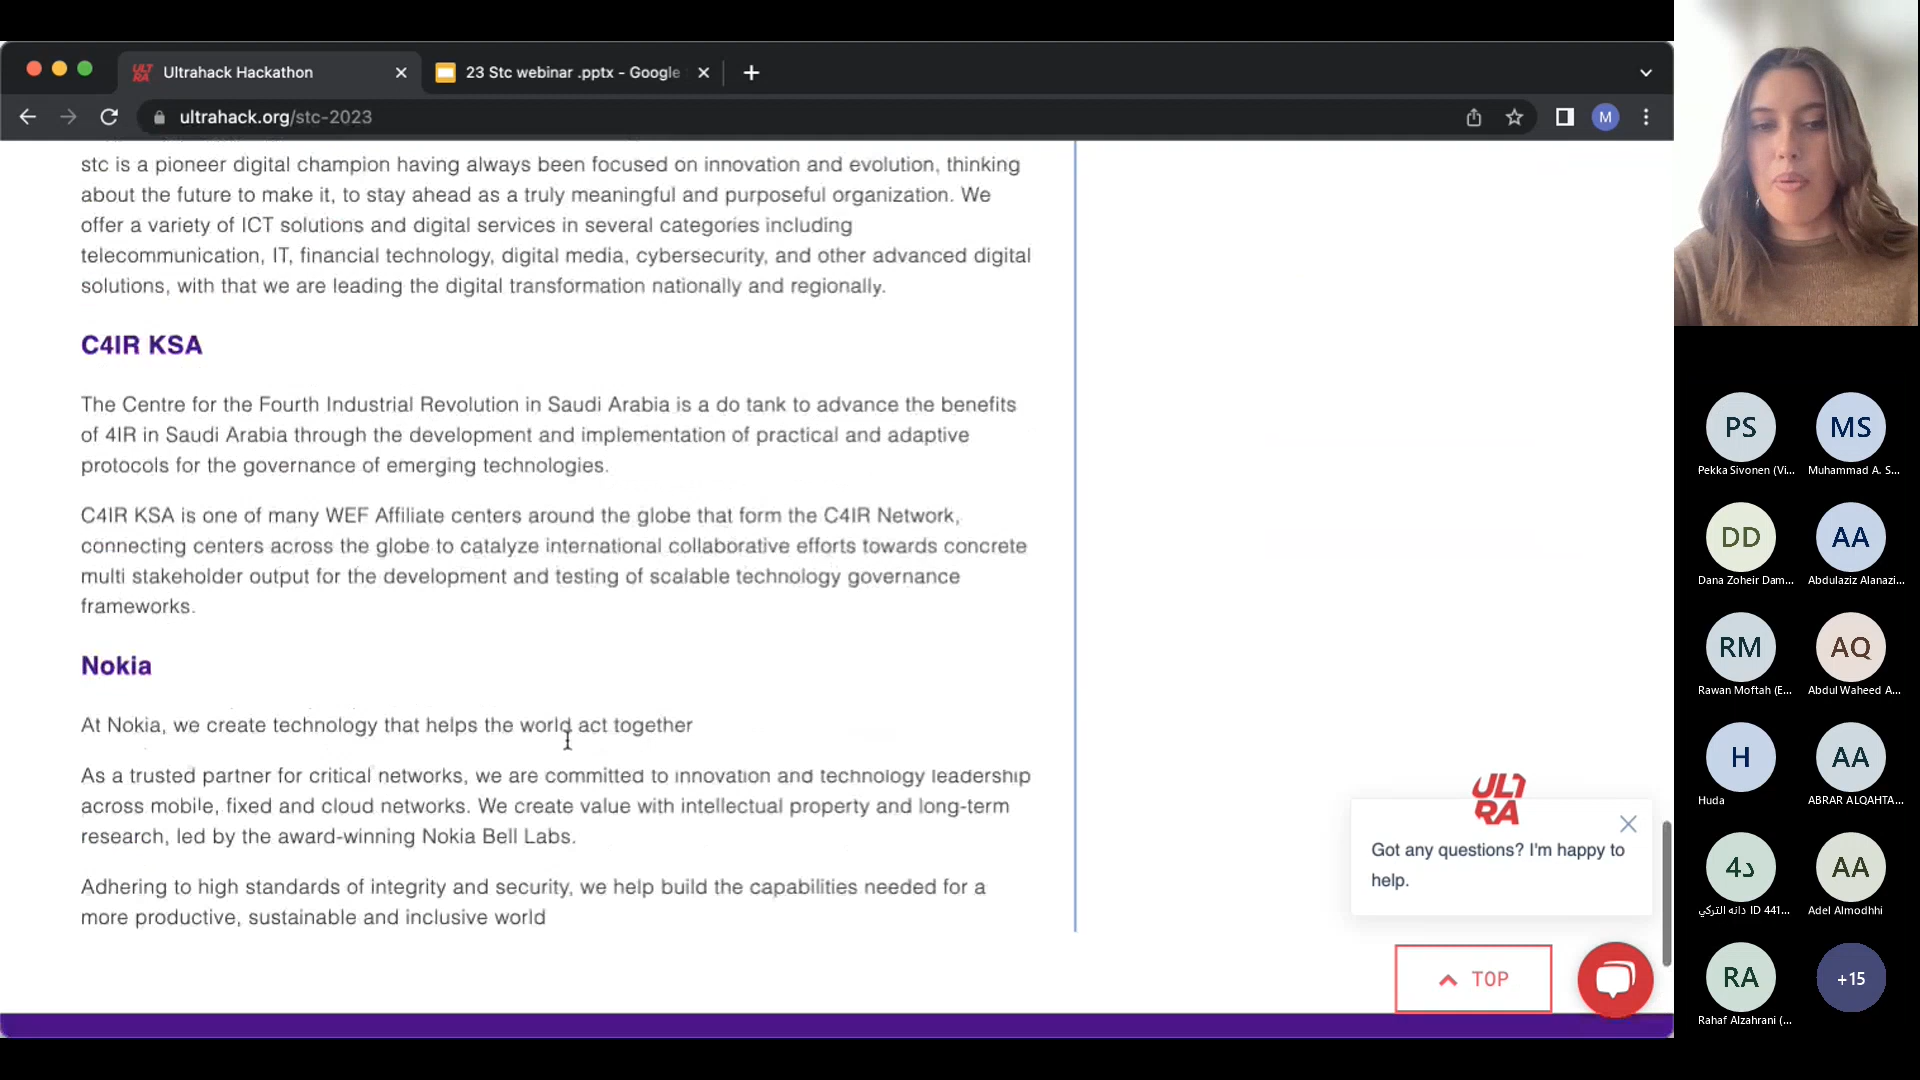 Ultrahack Hackathon
23 Stc webinar .pptx - Google
ultrahack.org/stc-2023
M
stc is a pioneer digital champion having always been focused on innovation and evolution, thinking
about the future to make it, to stay ahead as a truly meaningful and purposeful organization. We
offer a variety of ICT solutions and digital services in several categories including
telecommunication, IT, financial technology, digital media, cybersecurity, and other advanced digital
solutions, with that we are leading the digital transformation nationally and regionally.
C4IR KSA
The Centre for the Fourth Industrial Revolution in Saudi Arabia is a do tank to advance the benefits
of 4IR in Saudi Arabia through the development and implementation of practical and adaptive
protocols for the governance of emerging technologies.
C4IR KSA is one of many WEF Affiliate centers around the globe that form the C4IR Network,
connecting centers across the globe to catalyze international collaborative efforts towards concrete
multi stakeholder output for the development and testing of scalable technology governance
frameworks.
Nokia
At Nokia, we create technology that helps the world act together
As a trusted partner for critical networks, we are committed to innovation and technology leadership
across mobile, fixed and cloud networks. We create value with intellectual property and long-term
research, led by the award-winning Nokia Bell Labs.
Adhering to high standards of integrity and security, we help build the capabilities needed for a
more productive, sustainable and inclusive world
ULTRA
Got any questions? I'm happy to
help.
TOP
PS
MS
Pekka Sivonen (Vi...
Muhammad A. S...
DD
AA
Dana Zoheir Dam...
Abdulaziz Alanazi...
RM
AQ
Rawan Moftah (E...
Abdul Waheed A...
H
AA
Huda
ABRAR ALQAHTA...
د4
AA
دانه التركي ID 441...
Adel Almodhhi
RA
+15
Rahaf Alzahrani (...